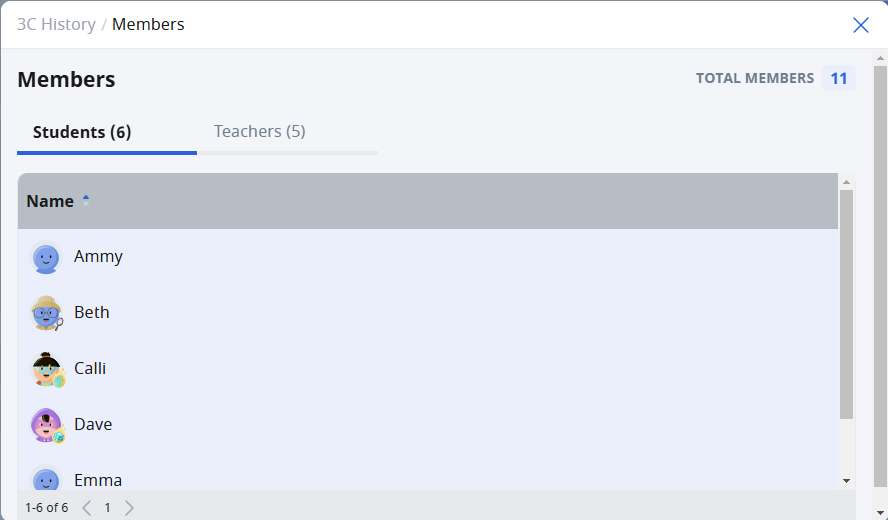 3C History / Members
Members
TOTAL MEMBERS 11
Students (6) Teachers (5)
Name
Ammy
Beth
Calli
Dave
Emma
1-6 of 6 1